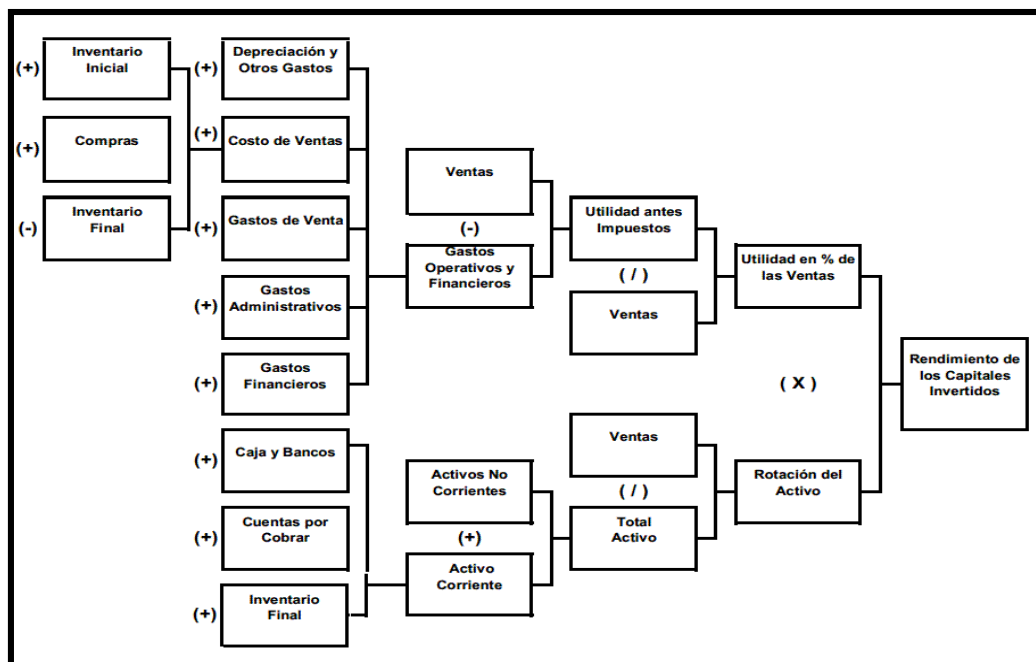 (+)
Inventario
Inicial
(+)
Depreciación y
Otros Gastos
(+)
Compras
(+)
Costo de Ventas
Ventas
(-)
Inventario
Final
(+)
Gastos de Venta
(-)
Utilidad antes
Impuestos
Gastos
Operativos y
Financieros
( / )
Utilidad en % de
las Ventas
(+)
Gastos
Administrativos
Ventas
(+)
Gastos
Financieros
( X )
Rendimiento de
los Capitales
Invertidos
(+)
Caja y Bancos
Ventas
Activos No
Corrientes
( / )
Rotación del
Activo
(+)
Cuentas por
Cobrar
(+)
Total
Activo
Activo
Corriente
(+)
Inventario
Final